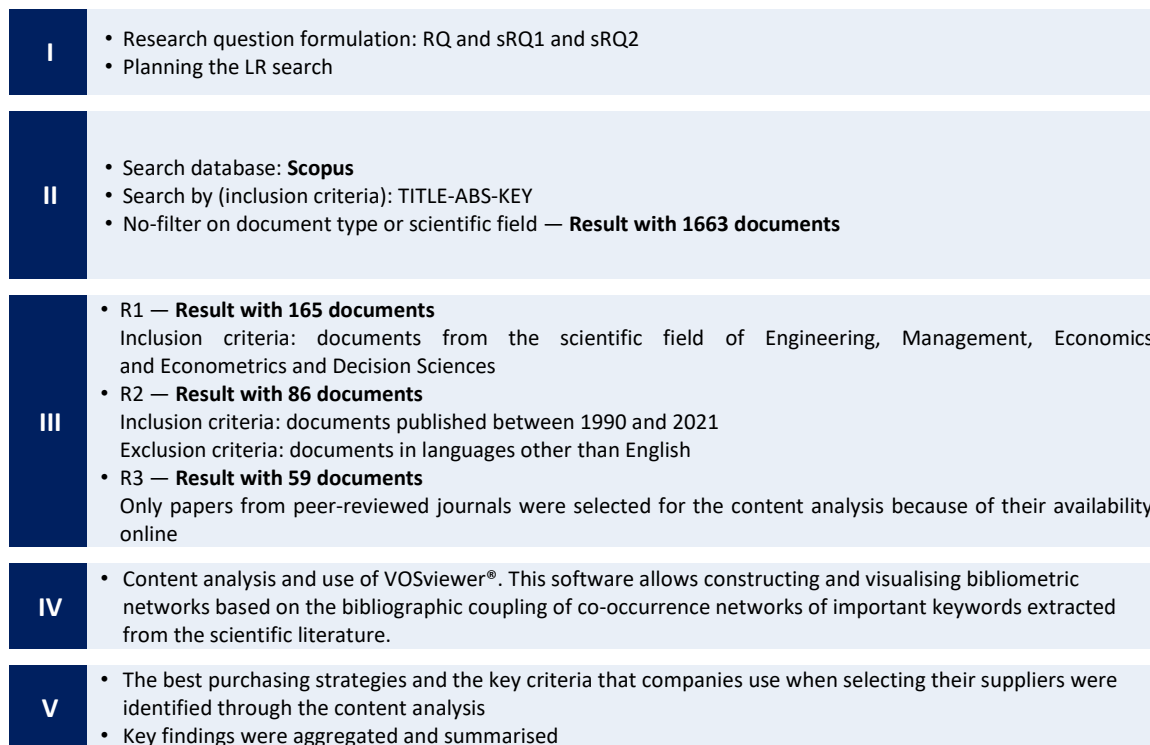 I
• Research question formulation: RQ and sRQ1 and sRQ2
• Planning the LR search
II
• Search database: Scopus
• Search by (inclusion criteria): TITLE-ABS-KEY
• No-filter on document type or scientific field — Result with 1663 documents
III
• R1 — Result with 165 documents
Inclusion criteria: documents from the scientific field of Engineering, Management, Economics
and Econometrics and Decision Sciences
• R2 — Result with 86 documents
Inclusion criteria: documents published between 1990 and 2021
Exclusion criteria: documents in languages other than English
• R3 — Result with 59 documents
Only papers from peer-reviewed journals were selected for the content analysis because of their availability
online
IV
• Content analysis and use of VOSviewer®. This software allows constructing and visualising bibliometric
networks based on the bibliographic coupling of co-occurrence networks of important keywords extracted
from the scientific literature.
V
• The best purchasing strategies and the key criteria that companies use when selecting their suppliers were
identified through the content analysis
• Key findings were aggregated and summarised